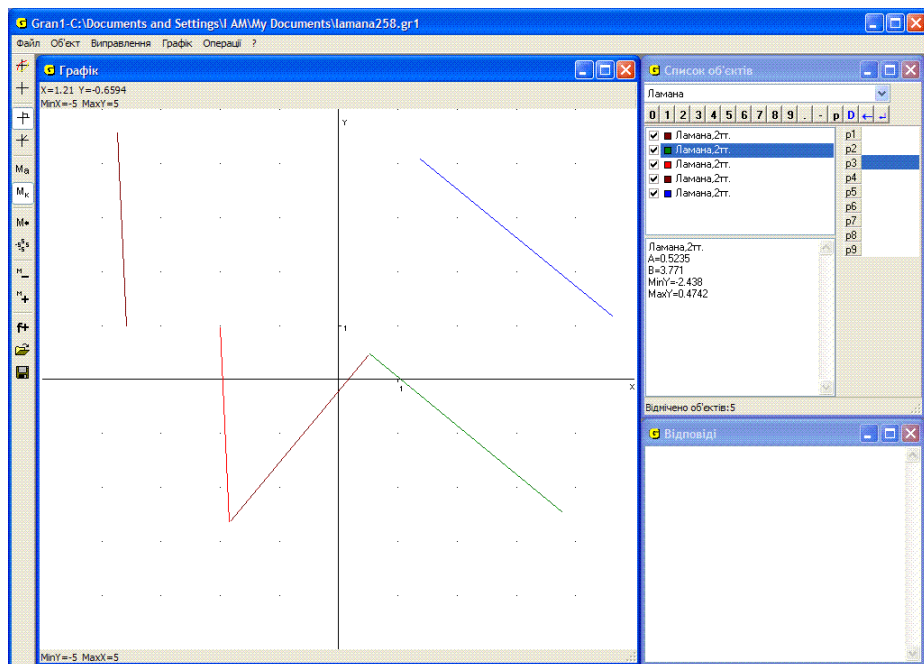 Gran1-C:\Documents and Settings\I AM\My Documents\lamana258.gr1
Файл Об'єкт Виправлення Графік Операції ?
Графік
X=1.21 Y=-0.6594
MinX=-5 MaxY=5
Y
1
1
X
MinY=-5 MaxX=5
Ma
Mк
M*
M
M
f+
Список об'єктів
Ламана
0 1 2 3 4 5 6 7 8 9 . - p D ← ↲
Ламана,2тт.
Ламана,2тт.
Ламана,2тт.
Ламана,2тт.
Ламана,2тт.
p1
p2
p3
p4
p5
p6
p7
p8
p9
Ламана,2тт.
A=0.5235
B=3.771
MinY=-2.438
MaxY=0.4742
Відмічено об'єктів:5
Відповіді